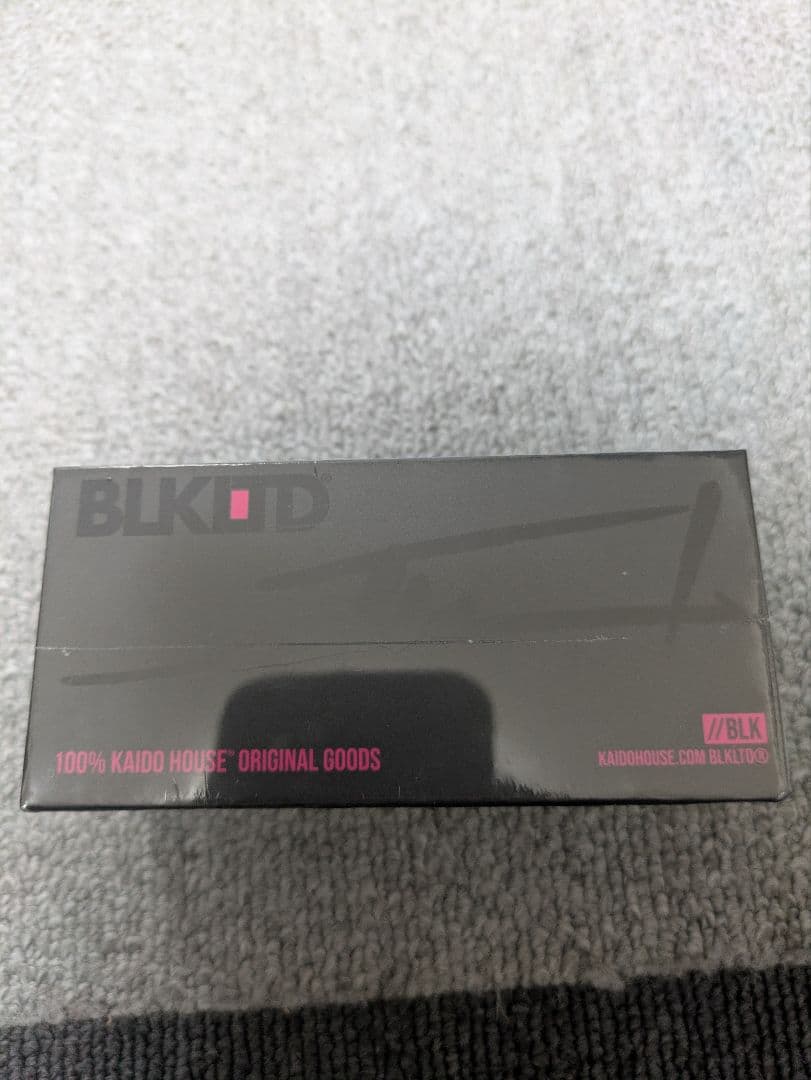 BLKLTD®
//BLK
100% KAIDO HOUSE™ ORIGINAL GOODS
KAIDOHOUSE.COM BLKLTD®